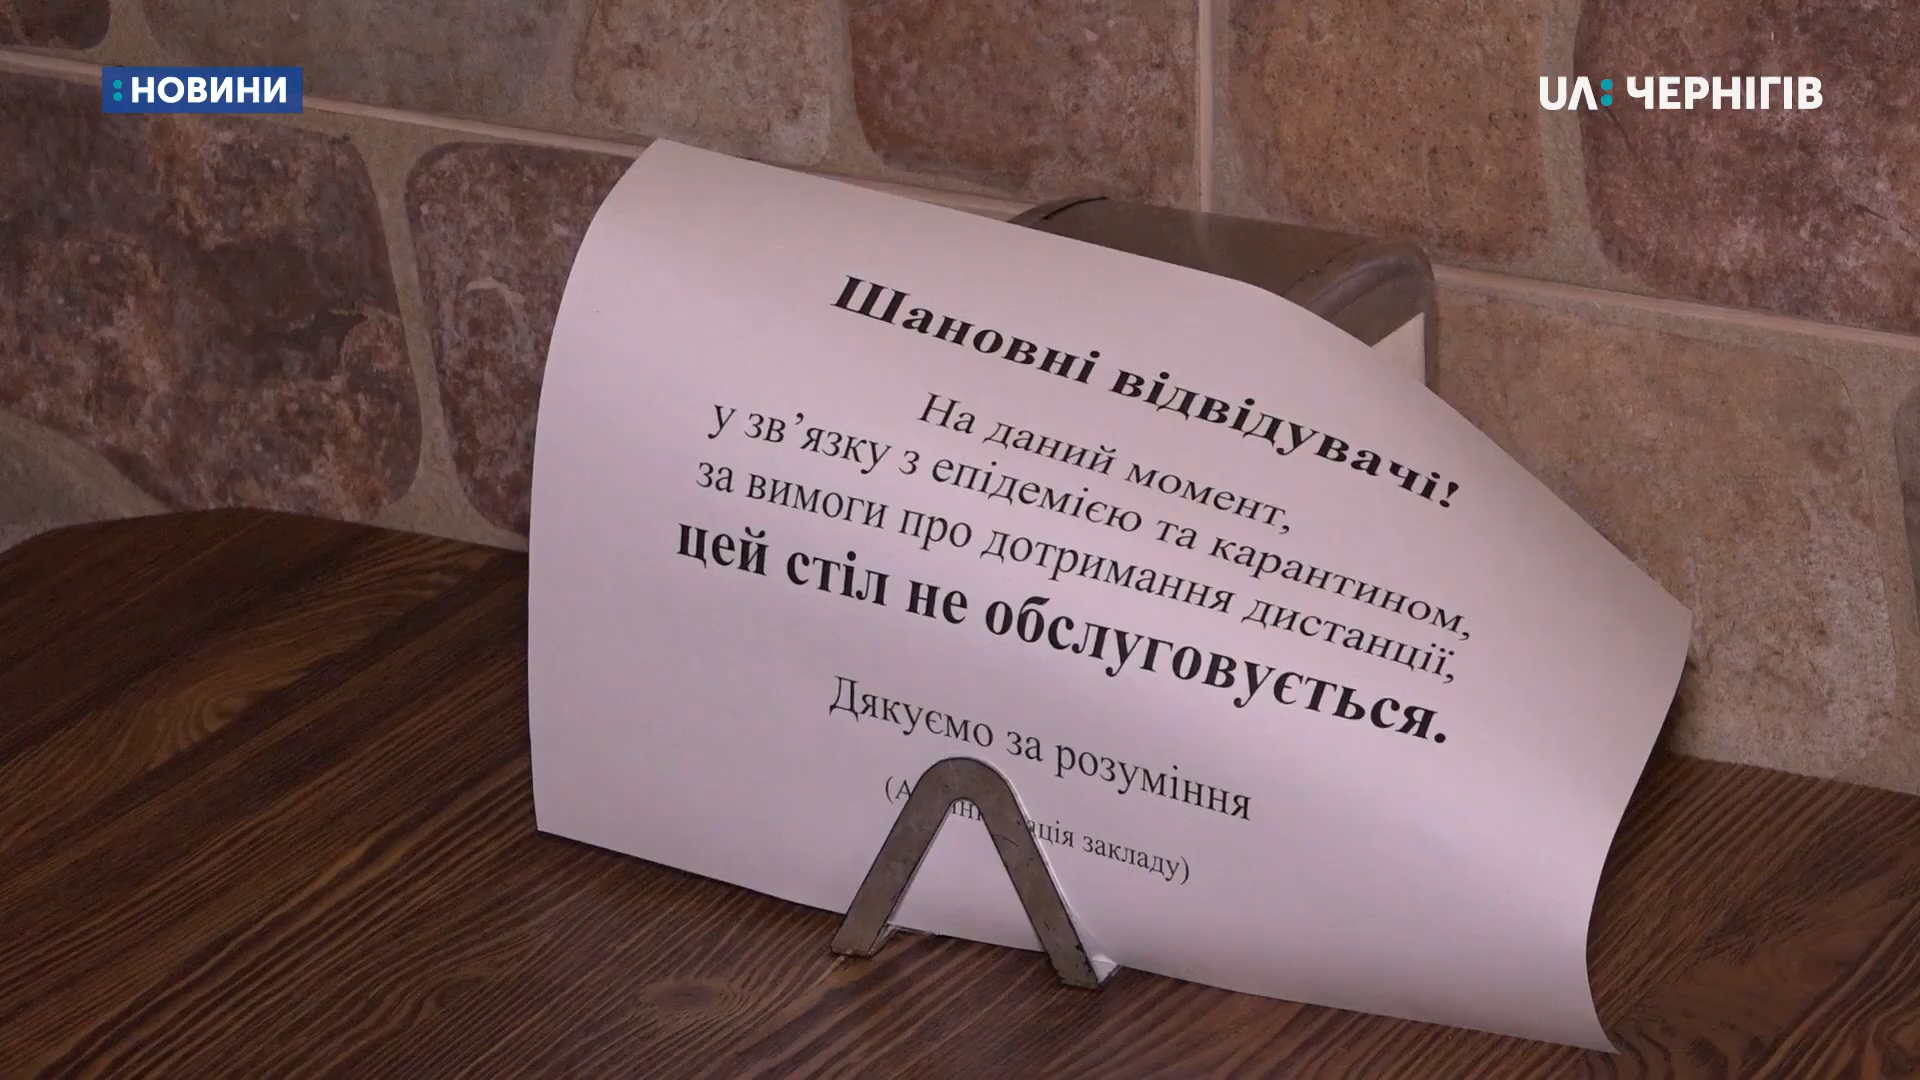 :НОВИНИ
UA: ЧЕРНІГІВ
Шановні відвідувачі!
На даний момент,
у зв’язку з епідемією та карантином,
за вимоги про дотримання дистанції,
цей стіл не обслуговується.
Дякуємо за розуміння
закладу)